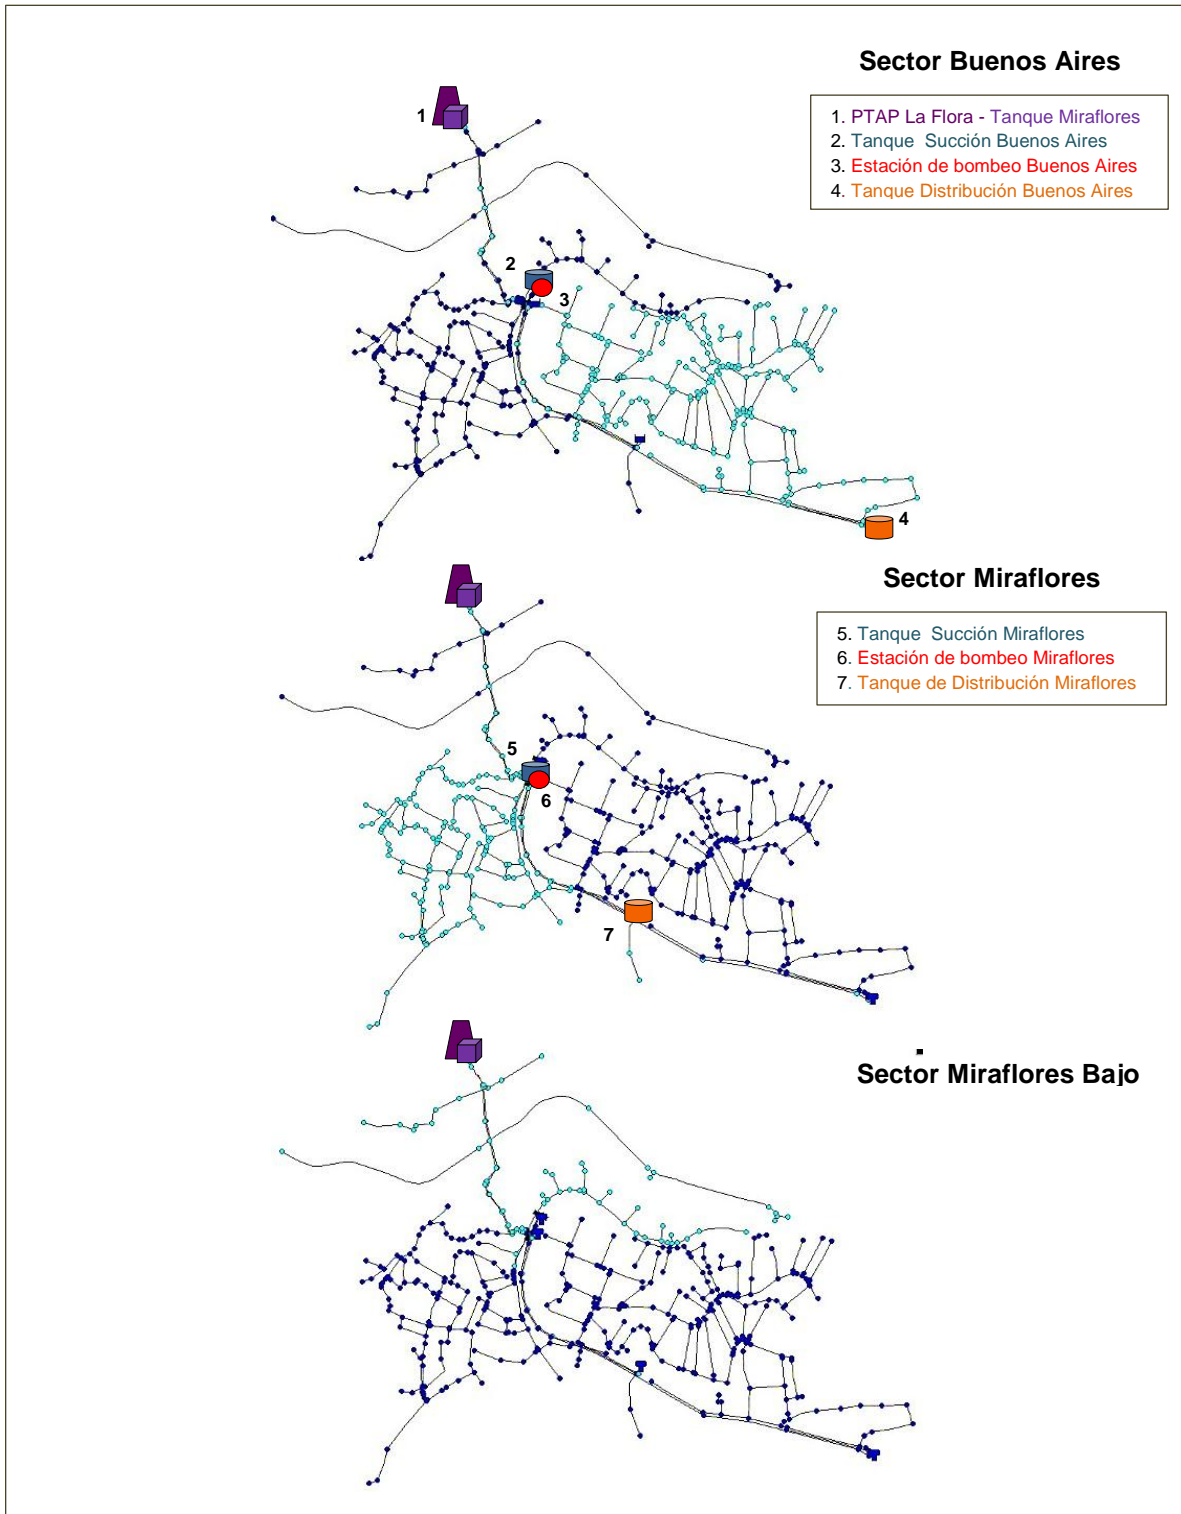 Sector Buenos Aires
1. PTAP La Flora - Tanque Miraflores
2. Tanque Succión Buenos Aires
3. Estación de bombeo Buenos Aires
4. Tanque Distribución Buenos Aires
1
2
3
4
Sector Miraflores
5. Tanque Succión Miraflores
6. Estación de bombeo Miraflores
7. Tanque de Distribución Miraflores
5
6
7
Sector Miraflores Bajo